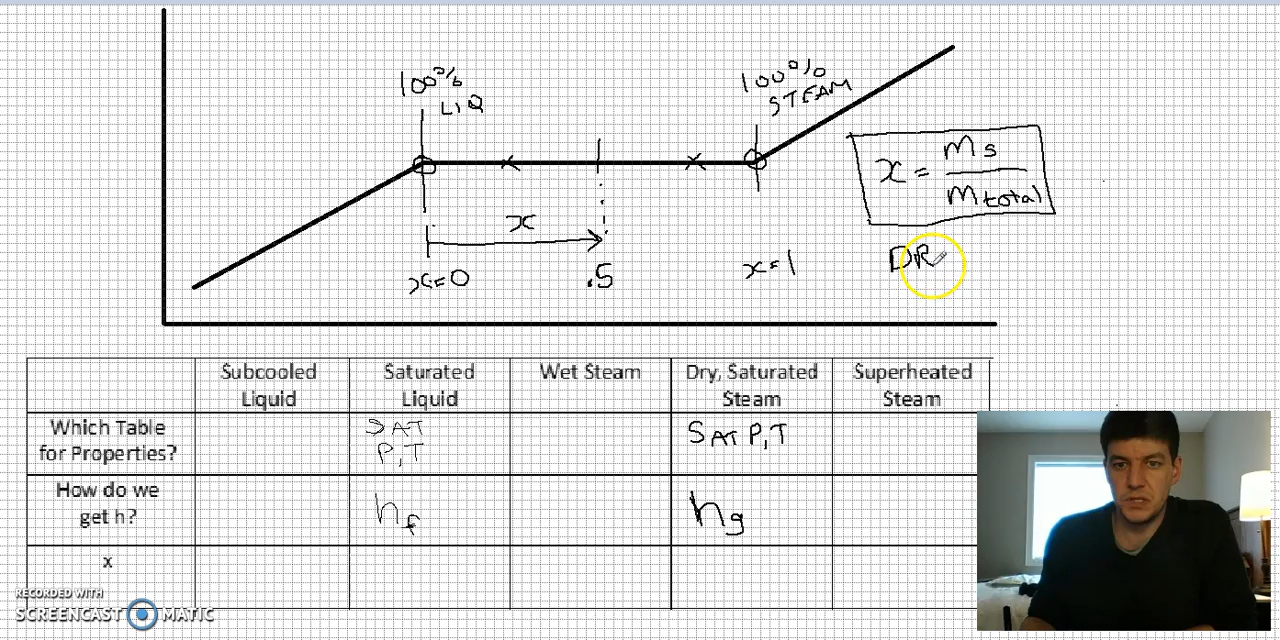 100%
LIQ
100%
STEAM
x = ms
mtotal
x
x=0
.5
x=1
DR
Subcooled
Liquid
Saturated
Liquid
Wet Steam
Dry, Saturated
Steam
Superheated
Steam
Which Table
for Properties?
SAT
P,T
SAT P,T
How do we
get h?
hf
hg
x
RECORDED WITH
SCREENCAST MATIC